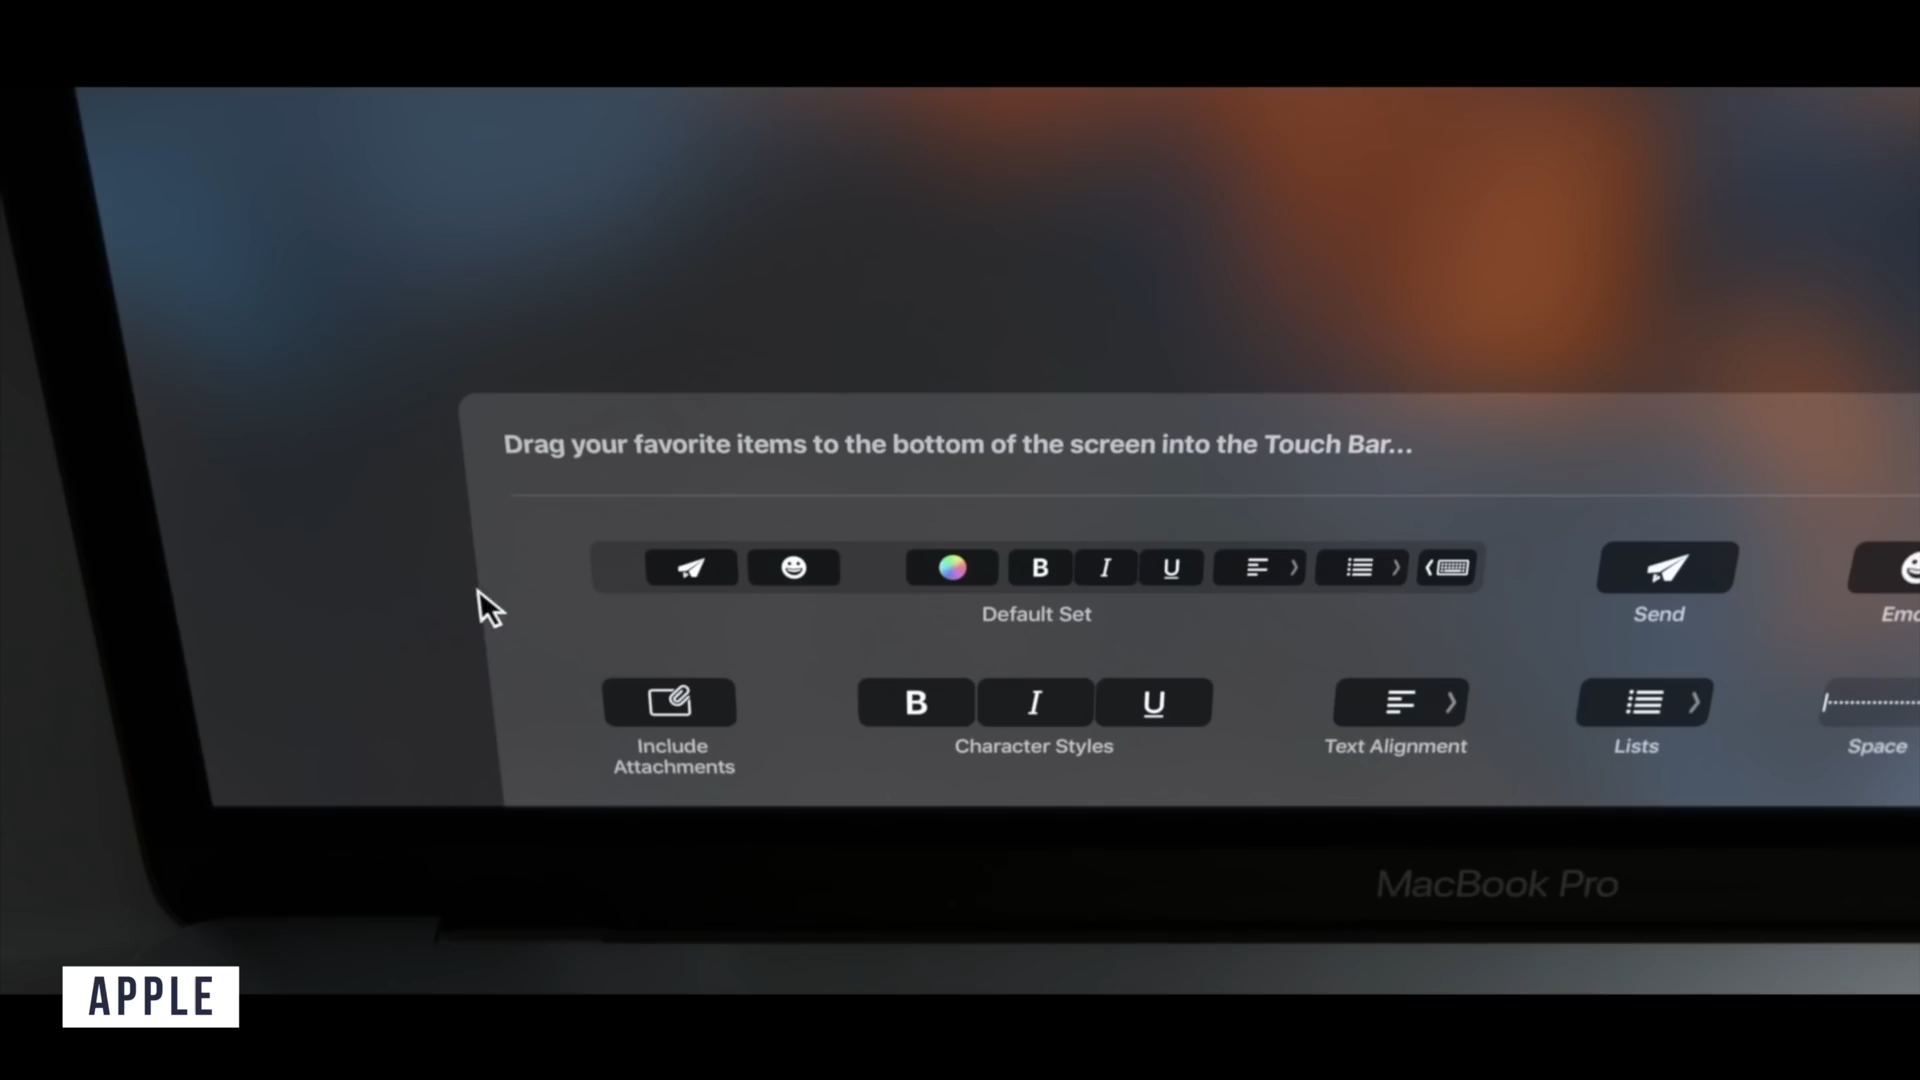 Drag your favorite items to the bottom of the screen into the Touch Bar...
B I U
Default Set
Send
Emo
B I U
Include
Attachments
Character Styles
Text Alignment
Lists
Space
MacBook Pro
APPLE